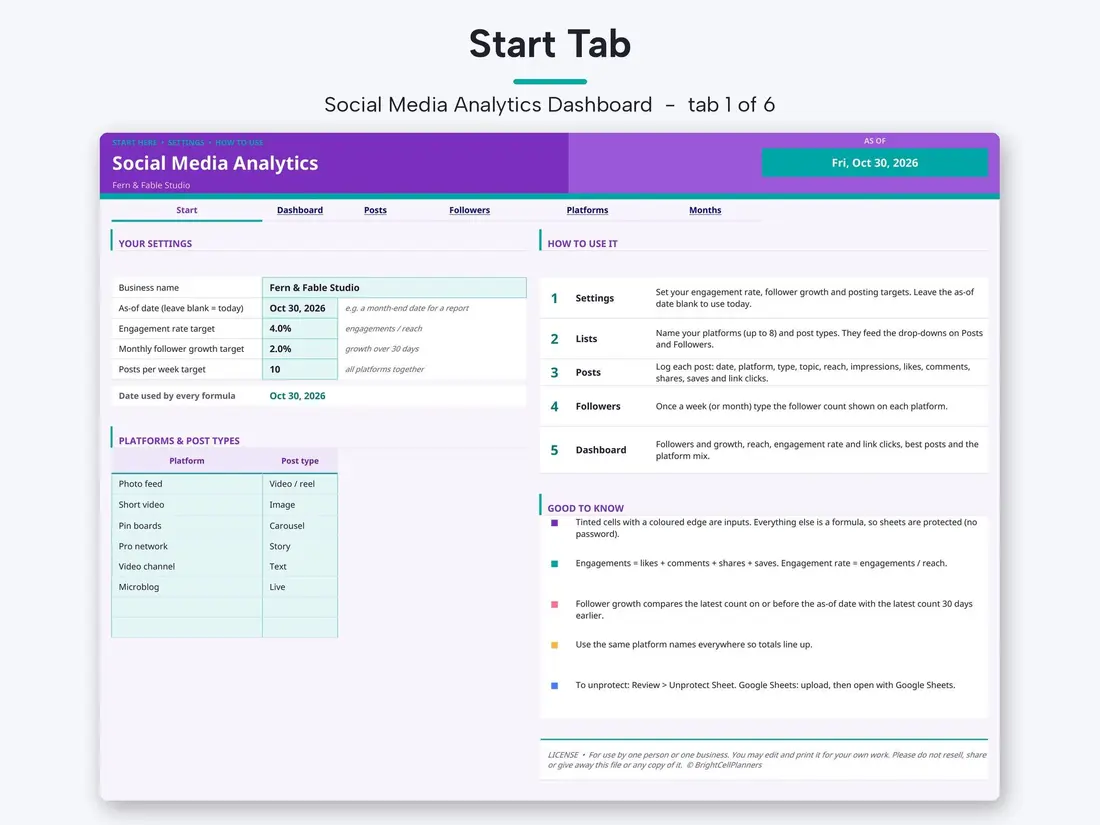 Start Tab
Social Media Analytics Dashboard - tab 1 of 6
START HERE • SETTINGS • HOW TO USE
Social Media Analytics
Fern & Fable Studio
AS OF
Fri, Oct 30, 2026
Start Dashboard Posts Followers Platforms Months
YOUR SETTINGS
Business name Fern & Fable Studio
As-of date (leave blank = today) Oct 30, 2026 e.g. a month-end date for a report
Engagement rate target 4.0% engagements / reach
Monthly follower growth target 2.0% growth over 30 days
Posts per week target 10 all platforms together
Date used by every formula Oct 30, 2026
PLATFORMS & POST TYPES
Platform Post type
Photo feed Video / reel
Short video Image
Pin boards Carousel
Pro network Story
Video channel Text
Microblog Live
HOW TO USE IT
1 Settings Set your engagement rate, follower growth and posting targets. Leave the as-of
date blank to use today.
2 Lists Name your platforms (up to 8) and post types. They feed the drop-downs on Posts
and Followers.
3 Posts Log each post: date, platform, type, topic, reach, impressions, likes, comments,
shares, saves and link clicks.
4 Followers Once a week (or month) type the follower count shown on each platform.
5 Dashboard Followers and growth, reach, engagement rate and link clicks, best posts and the
platform mix.
GOOD TO KNOW
Tinted cells with a coloured edge are inputs. Everything else is a formula, so sheets are protected (no
password).
Engagements = likes + comments + shares + saves. Engagement rate = engagements / reach.
Follower growth compares the latest count on or before the as-of date with the latest count 30 days
earlier.
Use the same platform names everywhere so totals line up.
To unprotect: Review > Unprotect Sheet. Google Sheets: upload, then open with Google Sheets.
LICENSE • For use by one person or one business. You may edit and print it for your own work. Please do not resell, share
or give away this file or any copy of it. © BrightCellPlanners